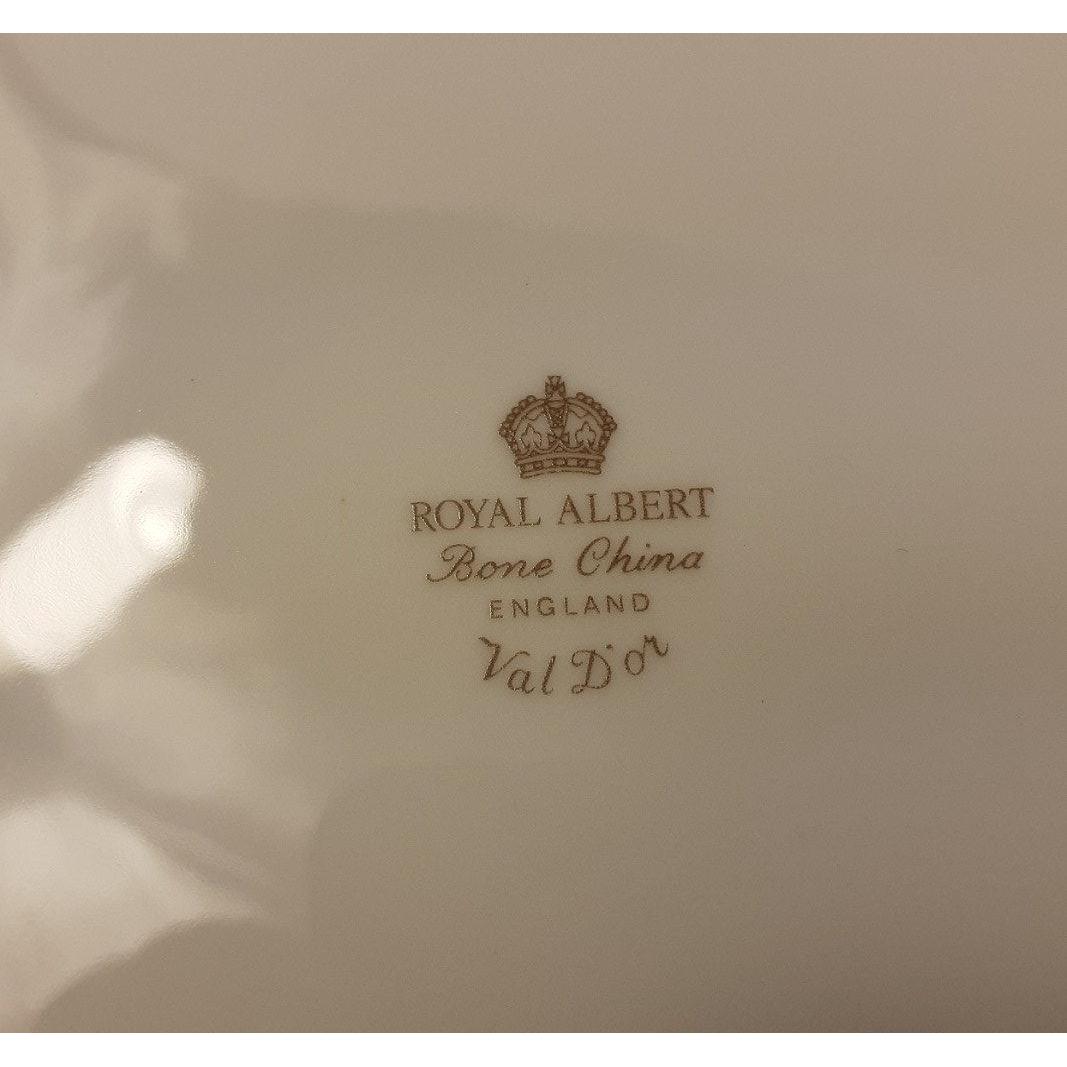 ROYAL ALBERT
Bone China
ENGLAND
Val D'or